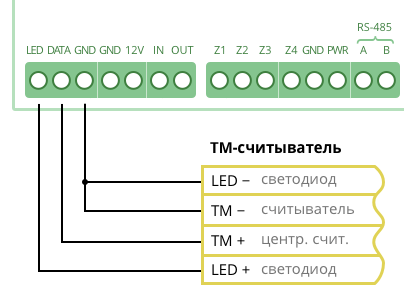 RS-485
LED DATA GND GND 12V IN OUT Z1 Z2 Z3 Z4 GND PWR A B
ТМ-считыватель
LED – светодиод
TM – считыватель
TM + центр. счит.
LED + светодиод